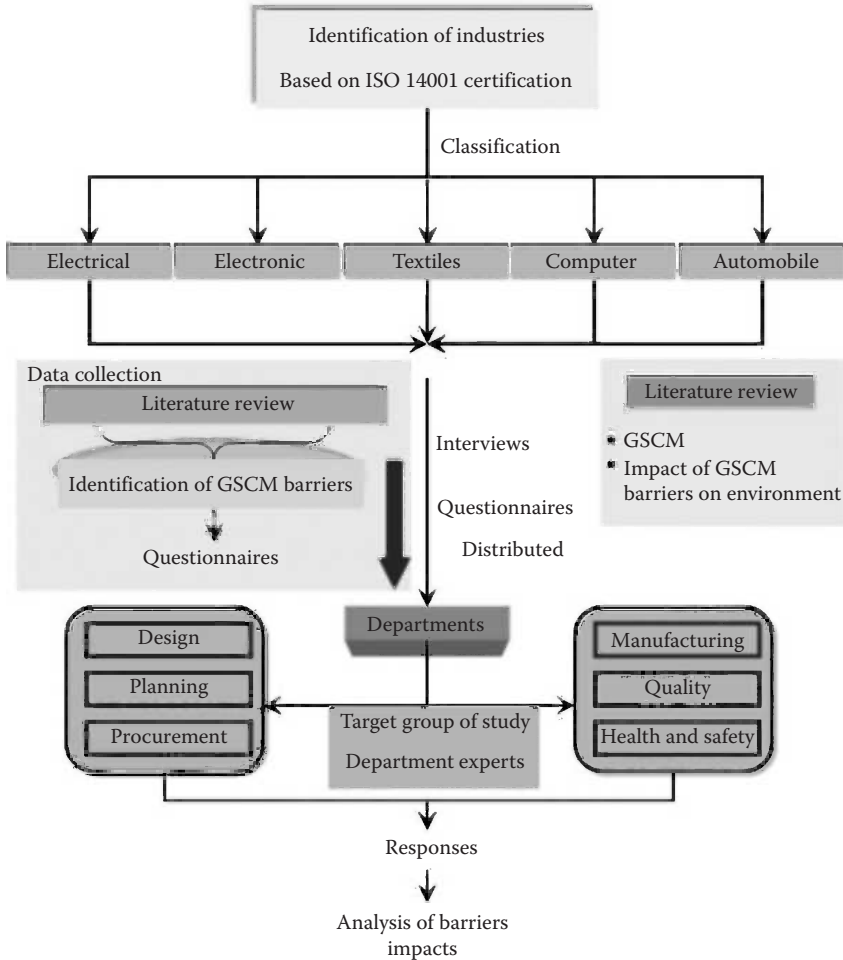 Identification of industries
Based on ISO 14001 certification
Classification
Electrical
Electronic
Textiles
Computer
Automobile
Data collection
Literature review
Identification of GSCM barriers
Questionnaires
Interviews
Questionnaires
Distributed
Literature review
GSCM
Impact of GSCM
barriers on environment
Departments
Design
Planning
Procurement
Target group of study
Department experts
Manufacturing
Quality
Health and safety
Responses
Analysis of barriers
impacts